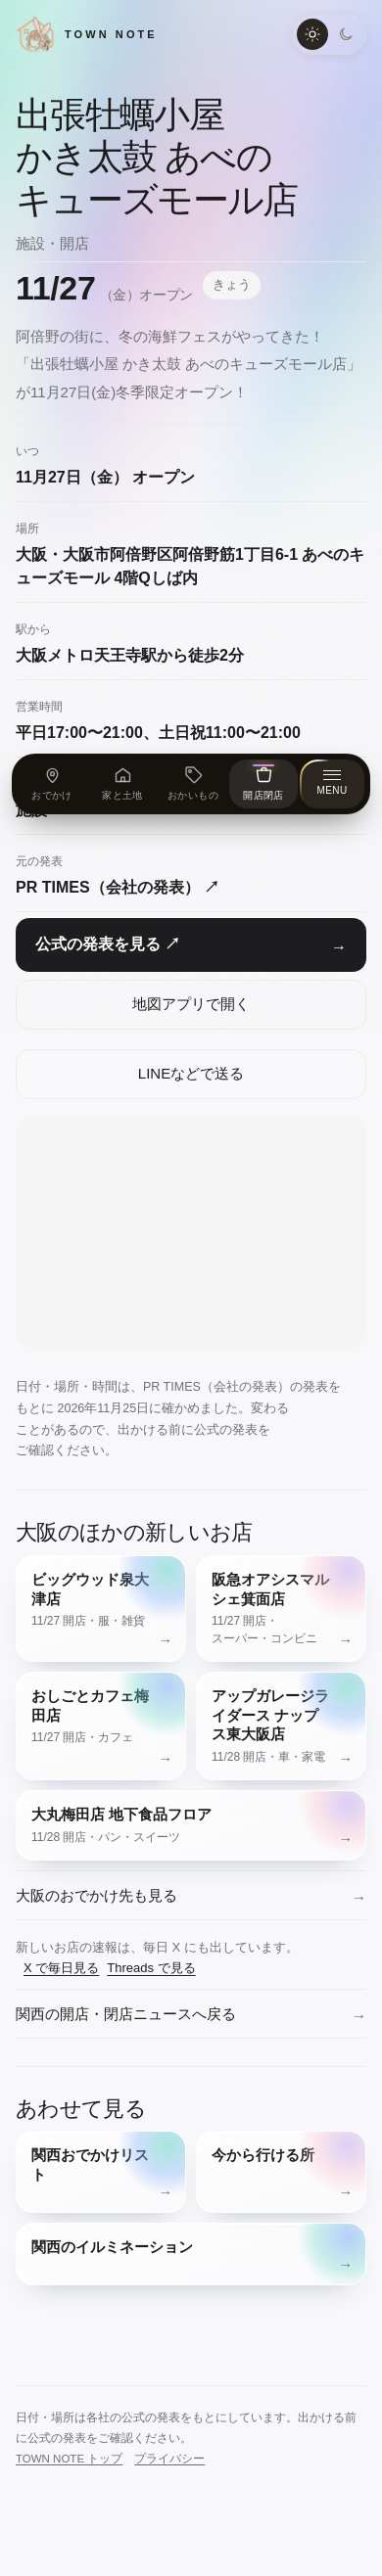 TOWN NOTE
出張牡蠣小屋
かき太鼓 あべの
キューズモール店
施設・開店
11/27 （金）オープン きょう
阿倍野の街に、冬の海鮮フェスがやってきた！
「出張牡蠣小屋 かき太鼓 あべのキューズモール店」
が11月27日(金)冬季限定オープン！
いつ
11月27日（金） オープン
場所
大阪・大阪市阿倍野区阿倍野筋1丁目6-1 あべのキ
ューズモール 4階Qしば内
駅から
大阪メトロ天王寺駅から徒歩2分
営業時間
平日17:00〜21:00、土日祝11:00〜21:00
おでかけ 家と土地 おかいもの 開店閉店 MENU
元の発表
PR TIMES（会社の発表） ↗
公式の発表を見る ↗ →
地図アプリで開く
LINEなどで送る
日付・場所・時間は、PR TIMES（会社の発表）の発表を
もとに 2026年11月25日に確かめました。変わる
ことがあるので、出かける前に公式の発表を
ご確認ください。
大阪のほかの新しいお店
ビッグウッド泉大
津店
11/27 開店・服・雑貨
→
阪急オアシスマル
シェ箕面店
11/27 開店・
スーパー・コンビニ
→
おしごとカフェ梅
田店
11/27 開店・カフェ
→
アップガレージラ
イダース ナップ
ス東大阪店
11/28 開店・車・家電 →
大丸梅田店 地下食品フロア
11/28 開店・パン・スイーツ
→
大阪のおでかけ先も見る →
新しいお店の速報は、毎日 X にも出しています。
X で毎日見る Threads で見る
関西の開店・閉店ニュースへ戻る →
あわせて見る
関西おでかけリス
ト
→
今から行ける所
→
関西のイルミネーション
→
日付・場所は各社の公式の発表をもとにしています。出かける前
に公式の発表をご確認ください。
TOWN NOTE トップ プライバシー